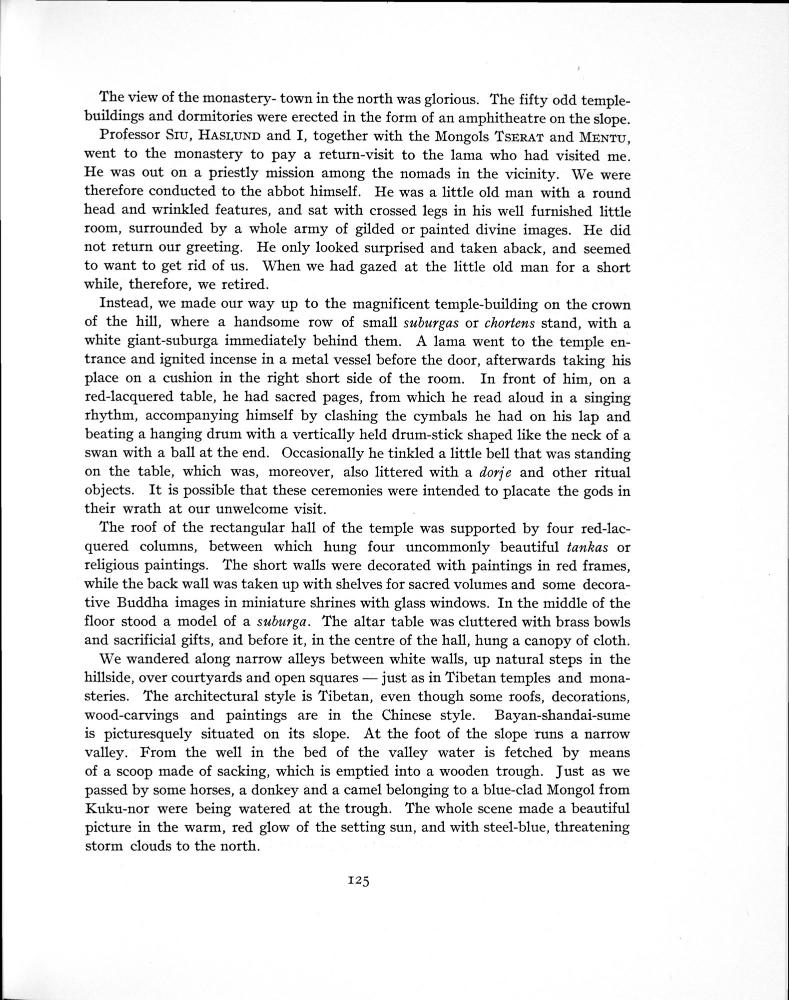 The view of the monastery- town in the north was glorious. The fifty odd temple-
buildings and dormitories were erected in the form of an amphitheatre on the slope.
Professor SIU, HASLUND and I, together with the Mongols TSERAT and MENTU,
went to the monastery to pay a return-visit to the lama who had visited me.
He was out on a priestly mission among the nomads in the vicinity. We were
therefore conducted to the abbot himself. He was a little old man with a round
head and wrinkled features, and sat with crossed legs in his well furnished little
room, surrounded by a whole army of gilded or painted divine images. He did
not return our greeting. He only looked surprised and taken aback, and seemed
to want to get rid of us. When we had gazed at the little old man for a short
while, therefore, we retired.
Instead, we made our way up to the magnificent temple-building on the crown
of the hill, where a handsome row of small suburgas or chortens stand, with a
white giant-suburga immediately behind them. A lama went to the temple en-
trance and ignited incense in a metal vessel before the door, afterwards taking his
place on a cushion in the right short side of the room. In front of him, on a
red-lacquered table, he had sacred pages, from which he read aloud in a singing
rhythm, accompanying himself by clashing the cymbals he had on his lap and
beating a hanging drum with a vertically held drum-stick shaped like the neck of a
swan with a ball at the end. Occasionally he tinkled a little bell that was standing
on the table, which was, moreover, also littered with a dorje and other ritual
objects. It is possible that these ceremonies were intended to placate the gods in
their wrath at our unwelcome visit.
The roof of the rectangular hall of the temple was supported by four red-lac-
quered columns, between which hung four uncommonly beautiful tankas or
religious paintings. The short walls were decorated with paintings in red frames,
while the back wall was taken up with shelves for sacred volumes and some decora-
tive Buddha images in miniature shrines with glass windows. In the middle of the
floor stood a model of a suburga. The altar table was cluttered with brass bowls
and sacrificial gifts, and before it, in the centre of the hall, hung a canopy of cloth.
We wandered along narrow alleys between white walls, up natural steps in the
hillside, over courtyards and open squares — just as in Tibetan temples and mona-
steries. The architectural style is Tibetan, even though some roofs, decorations,
wood-carvings and paintings are in the Chinese style. Bayan-shandai-sume
is picturesquely situated on its slope. At the foot of the slope runs a narrow
valley. From the well in the bed of the valley water is fetched by means
of a scoop made of sacking, which is emptied into a wooden trough. Just as we
passed by some horses, a donkey and a camel belonging to a blue-clad Mongol from
Kuku-nor were being watered at the trough. The whole scene made a beautiful
picture in the warm, red glow of the setting sun, and with steel-blue, threatening
storm clouds to the north.
125